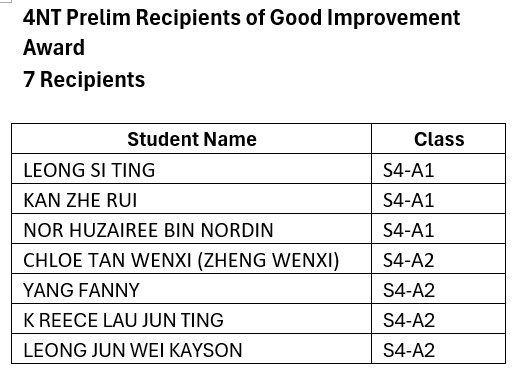 4NT Prelim Recipients of Good Improvement
Award
7 Recipients
Student Name Class
LEONG SI TING S4-A1
KAN ZHE RUI S4-A1
NOR HUZAIREE BIN NORDIN S4-A1
CHLOE TAN WENXI (ZHENG WENXI) S4-A2
YANG FANNY S4-A2
K REECE LAU JUN TING S4-A2
LEONG JUN WEI KAYSON S4-A2